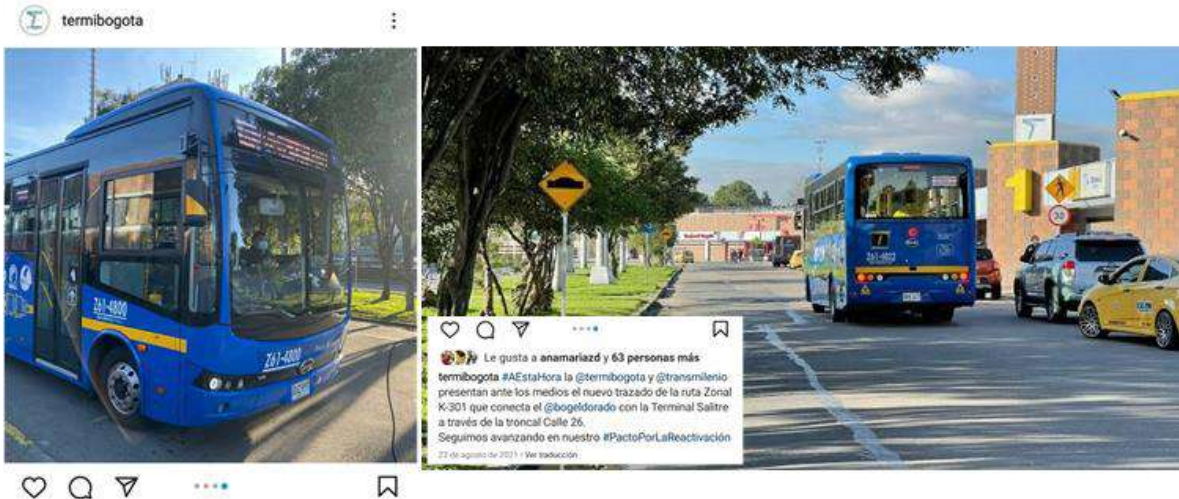 termibogota
Z61-4800
Z61-4800
1
30
Le gusta a anamariazd y 63 personas más
termibogota #AEstaHora la @termibogota y @transmilenio
presentan ante los medios el nuevo trazado de la ruta Zonal
K-301 que conecta el @bogeldorado con la Terminal Salitre
a través de la troncal Calle 26.
Seguimos avanzando en nuestro #PactoPorLaReactivación
23 de agosto de 2021 • Ver traducción